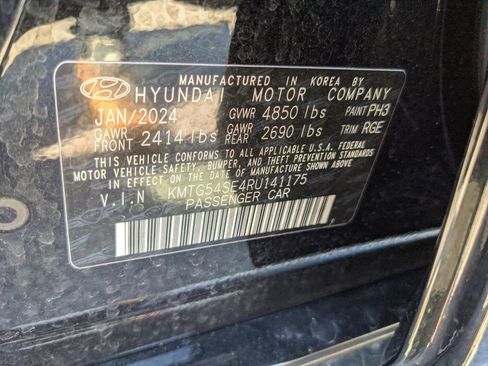 MANUFACTURED IN KOREA BY
HYUNDAI MOTOR COMPANY
JAN/2024 GVWR 4850 lbs PAINT PH3
GAWR FRONT 2414 lbs GAWR REAR 2690 lbs TRIM RGE
THIS VEHICLE CONFORMS TO ALL APPLICABLE U.S.A. FEDERAL
MOTOR VEHICLE SAFETY, BUMPER, AND THEFT PREVENTION STANDARDS
IN EFFECT ON THE DATE OF MANUFACTURE SHOWN ABOVE
V.I.N KMTG54SE4RU141175
PASSENGER CAR